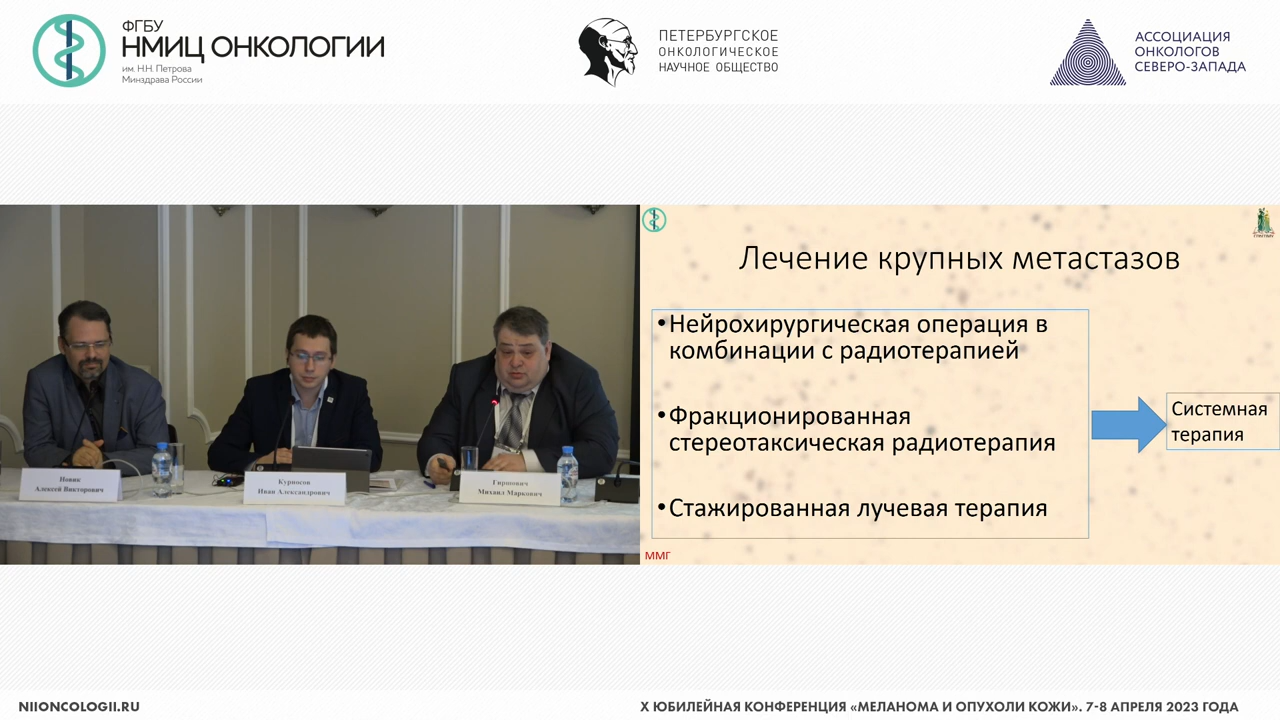 ФГБУ
НМИЦ ОНКОЛОГИИ
им. Н.Н. Петрова
Минздрава России
ПЕТЕРБУРГСКОЕ
ОНКОЛОГИЧЕСКОЕ
НАУЧНОЕ ОБЩЕСТВО
АССОЦИАЦИЯ
ОНКОЛОГОВ
СЕВЕРО-ЗАПАДА
Новик
Алексей Викторович
Курносов
Иван Александрович
Гиршович
Михаил Маркович
Лечение крупных метастазов
•Нейрохирургическая операция в
комбинации с радиотерапией
•Фракционированная
стереотаксическая радиотерапия
•Стажированная лучевая терапия
Системная
терапия
ММГ
NIIONCOLOGII.RU
X ЮБИЛЕЙНАЯ КОНФЕРЕНЦИЯ «МЕЛАНОМА И ОПУХОЛИ КОЖИ». 7-8 АПРЕЛЯ 2023 ГОДА